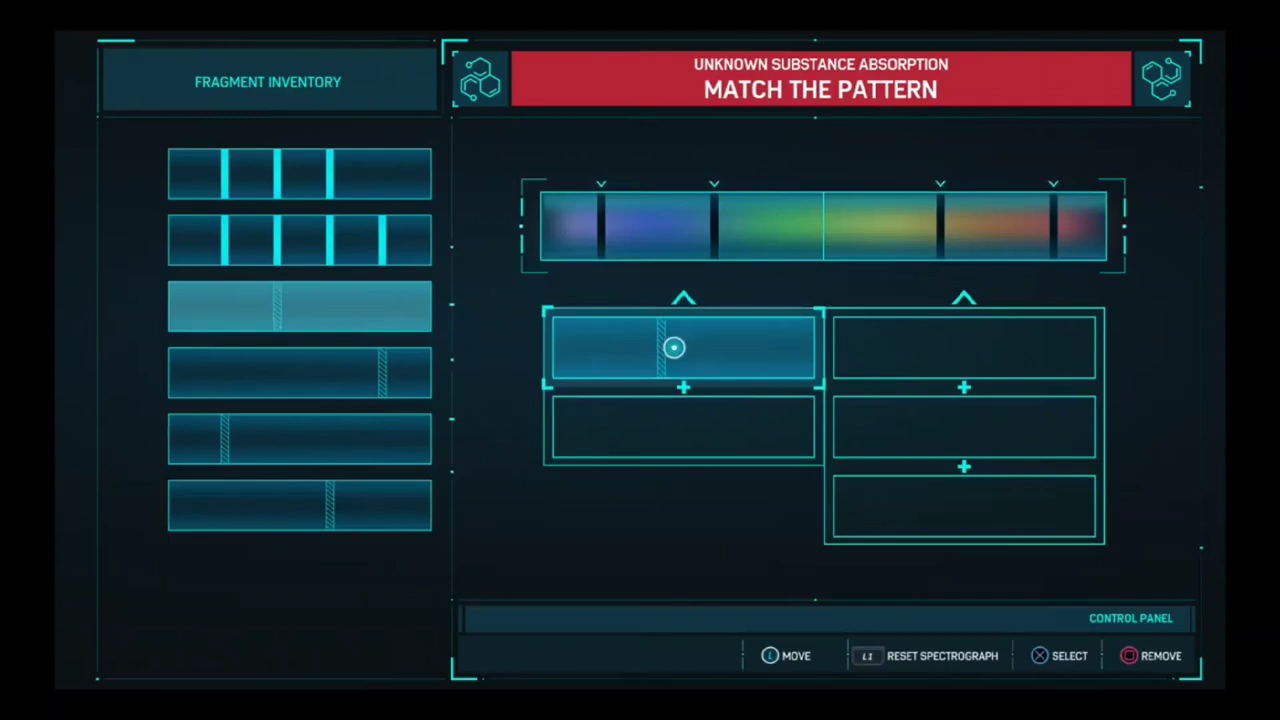 FRAGMENT INVENTORY
UNKNOWN SUBSTANCE ABSORPTION
MATCH THE PATTERN
CONTROL PANEL
L MOVE
L1 RESET SPECTROGRAPH
SELECT
REMOVE